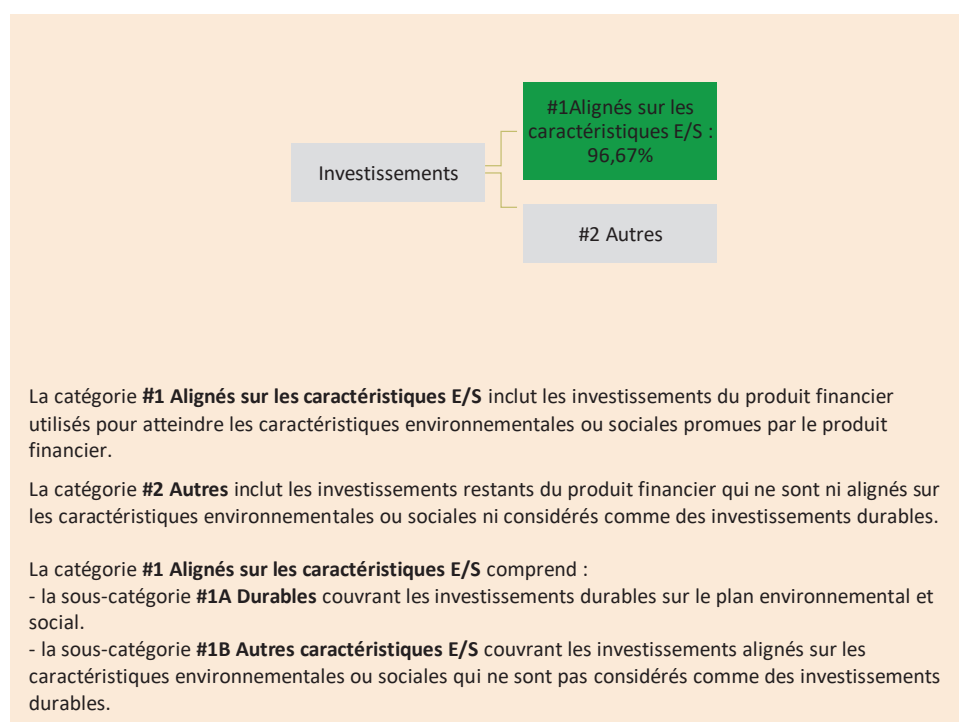 #1Alignés sur les
caractéristiques E/S :
96,67%
Investissements
#2 Autres
La catégorie #1 Alignés sur les caractéristiques E/S inclut les investissements du produit financier
utilisés pour atteindre les caractéristiques environnementales ou sociales promues par le produit
financier.
La catégorie #2 Autres inclut les investissements restants du produit financier qui ne sont ni alignés sur
les caractéristiques environnementales ou sociales ni considérés comme des investissements durables.
La catégorie #1 Alignés sur les caractéristiques E/S comprend :
- la sous-catégorie #1A Durables couvrant les investissements durables sur le plan environnemental et
social.
- la sous-catégorie #1B Autres caractéristiques E/S couvrant les investissements alignés sur les
caractéristiques environnementales ou sociales qui ne sont pas considérés comme des investissements
durables.